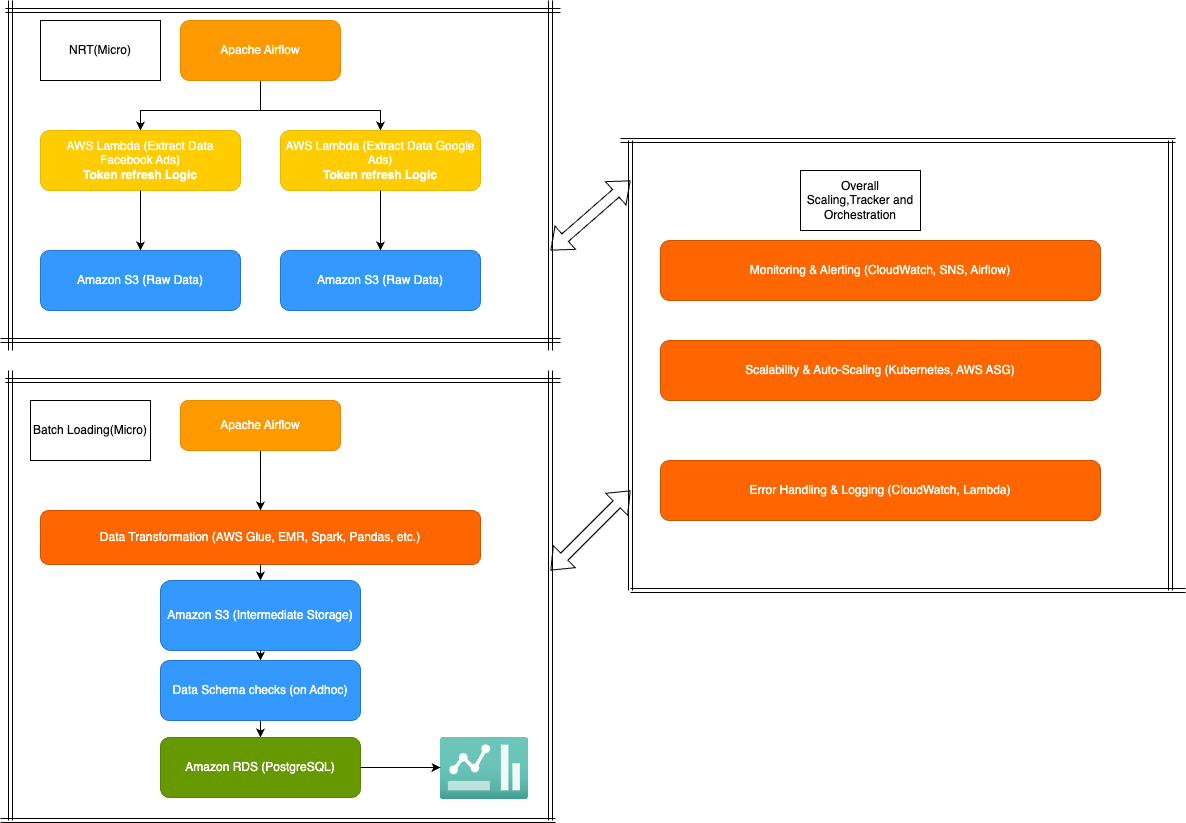 NRT(Micro)
Apache Airflow
AWS Lambda (Extract Data
Facebook Ads)
Token refresh Logic
AWS Lambda (Extract Data Google
Ads)
Token refresh Logic
Amazon S3 (Raw Data)
Amazon S3 (Raw Data)
Batch Loading(Micro)
Apache Airflow
Data Transformation (AWS Glue, EMR, Spark, Pandas, etc.)
Amazon S3 (Intermediate Storage)
Data Schema checks (on Adhoc)
Amazon RDS (PostgreSQL)
Overall
Scaling,Tracker and
Orchestration
Monitoring & Alerting (CloudWatch, SNS, Airflow)
Scalability & Auto-Scaling (Kubernetes, AWS ASG)
Error Handling & Logging (CloudWatch, Lambda)